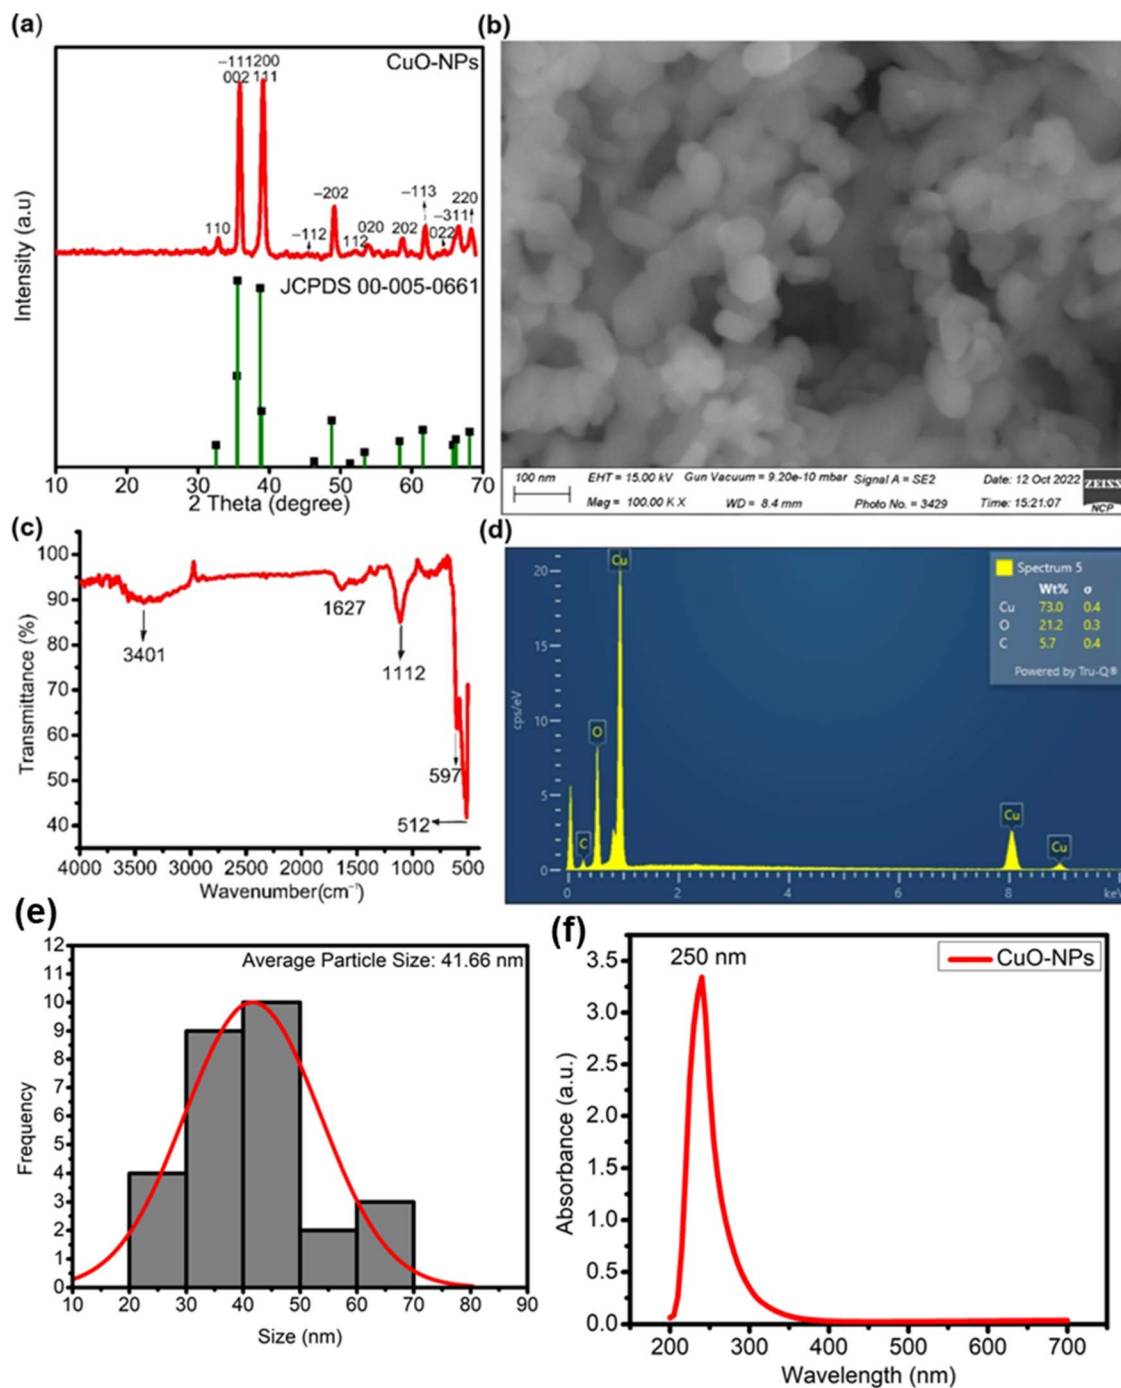 (a)
CuO-NPs
−111 200
002 111
110
−112
−202
112
020
202
−113
022
−311
220
JCPDS 00-005-0661
Intensity (a.u)
10 20 30 40 50 60 70
2 Theta (degree)
(b)
100 nm
EHT = 15.00 kV Gun Vacuum = 9.20e-10 mbar Signal A = SE2 Date: 12 Oct 2022
Mag = 100.00 K X WD = 8.4 mm Photo No. = 3429 Time: 15:21:07
ZEISS
NCP
(c)
100
90
80
70
60
50
40
Transmittance (%)
3401
1627
1112
597
512
4000 3500 3000 2500 2000 1500 1000 500
Wavenumber(cm⁻¹)
(d)
20
15
10
5
0
cps/eV
Cu
O
C
Cu
Cu
Spectrum 5
Wt% σ
Cu 73.0 0.4
O 21.2 0.3
C 5.7 0.4
Powered by Tru-Q®
0 2 4 6 8 keV
(e)
Average Particle Size: 41.66 nm
12
11
10
9
8
7
6
5
4
3
2
1
0
Frequency
10 20 30 40 50 60 70 80 90
Size (nm)
(f)
250 nm
CuO-NPs
3.5
3.0
2.5
2.0
1.5
1.0
0.5
0.0
Absorbance (a.u.)
200 300 400 500 600 700
Wavelength (nm)